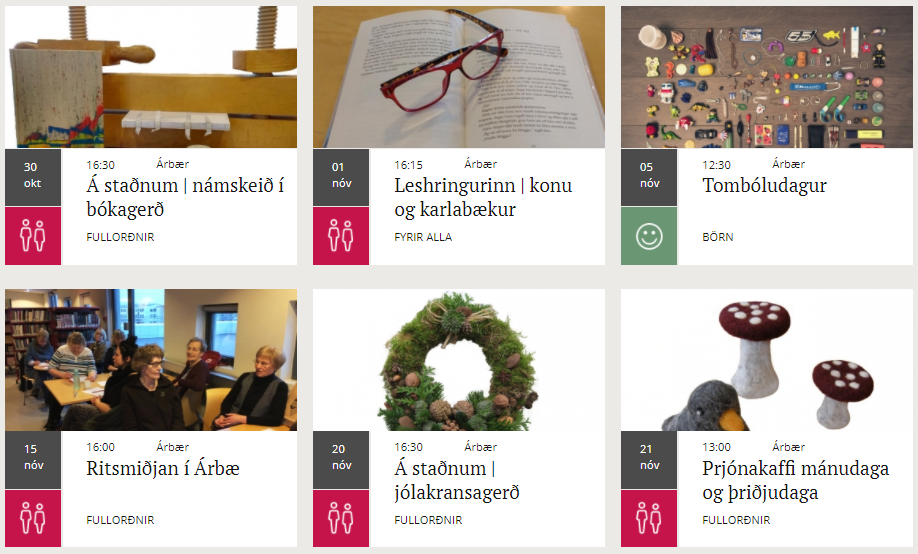 30
okt
16:30 Árbær
Á staðnum | námskeið í
bókagerð
FULLORÐNIR
01
nóv
16:15 Árbær
Leshringurinn | konu
og karlabækur
FYRIR ALLA
05
nóv
12:30 Árbær
Tombóludagur
BÖRN
15
nóv
16:00 Árbær
Ritsmiðjan í Árbæ
FULLORÐNIR
20
nóv
16:30 Árbær
Á staðnum |
jólakransagerð
FULLORÐNIR
21
nóv
13:00 Árbær
Prjónakaffi mánudaga
og þriðjudaga
FULLORÐNIR